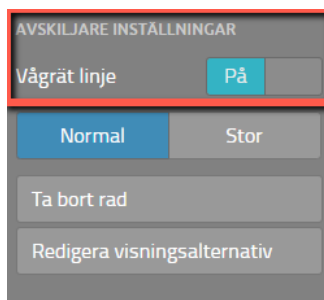 AVSKILJARE INSTÄLLNINGAR
Vågrät linje På
Normal Stor
Ta bort rad
Redigera visningsalternativ